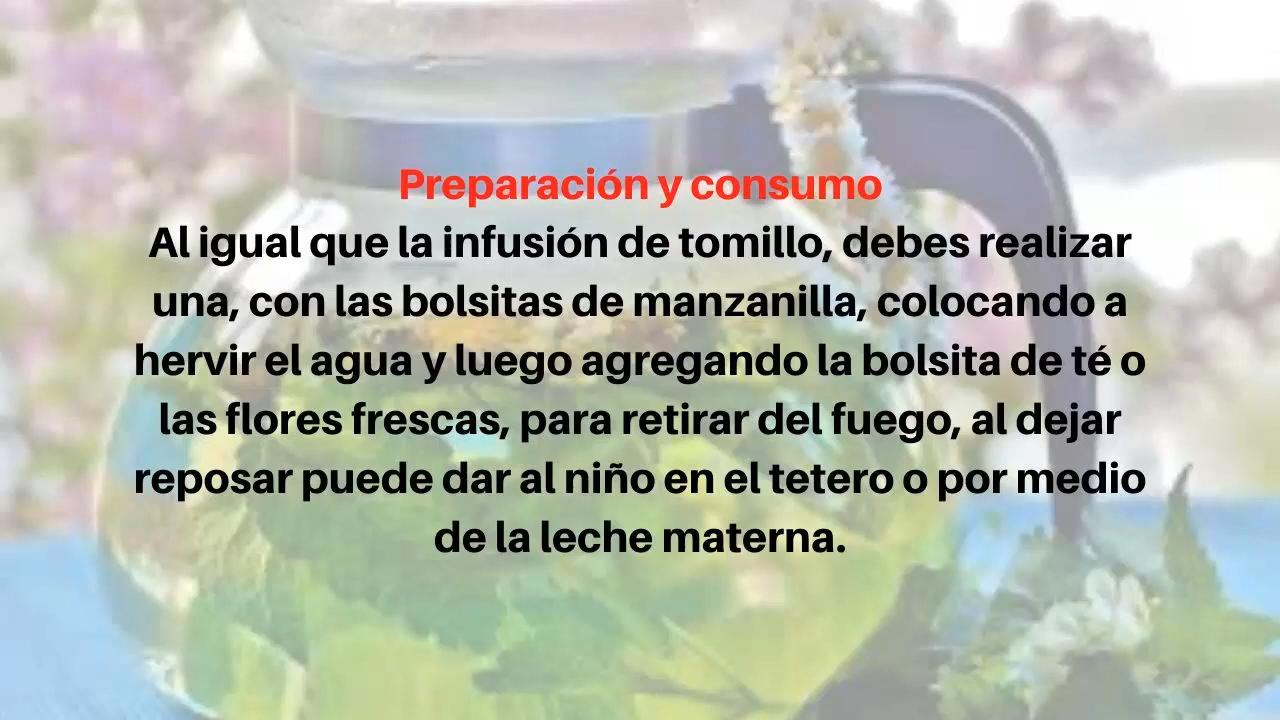 Preparación y consumo
Al igual que la infusión de tomillo, debes realizar
una, con las bolsitas de manzanilla, colocando a
hervir el agua y luego agregando la bolsita de té o
las flores frescas, para retirar del fuego, al dejar
reposar puede dar al niño en el tetero o por medio
de la leche materna.